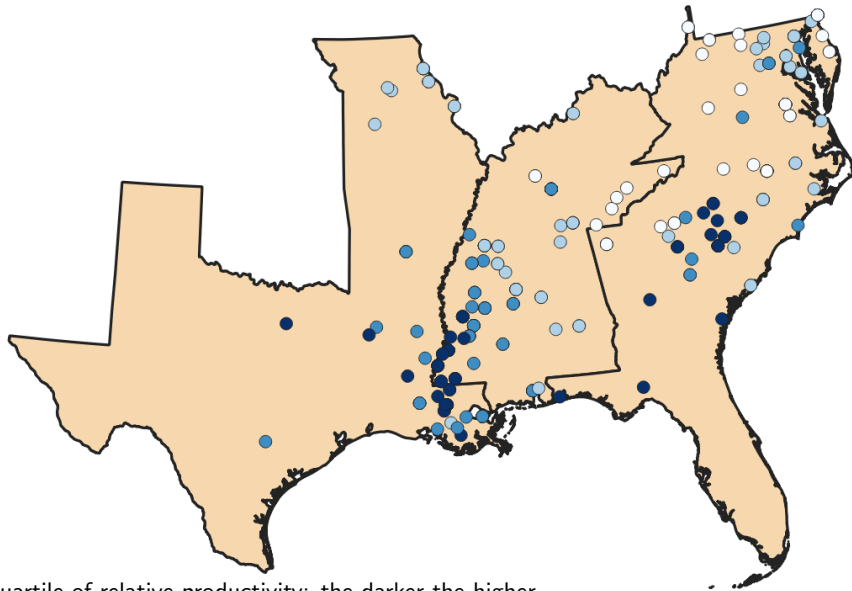 uartile of relative productivity: the darker the higher